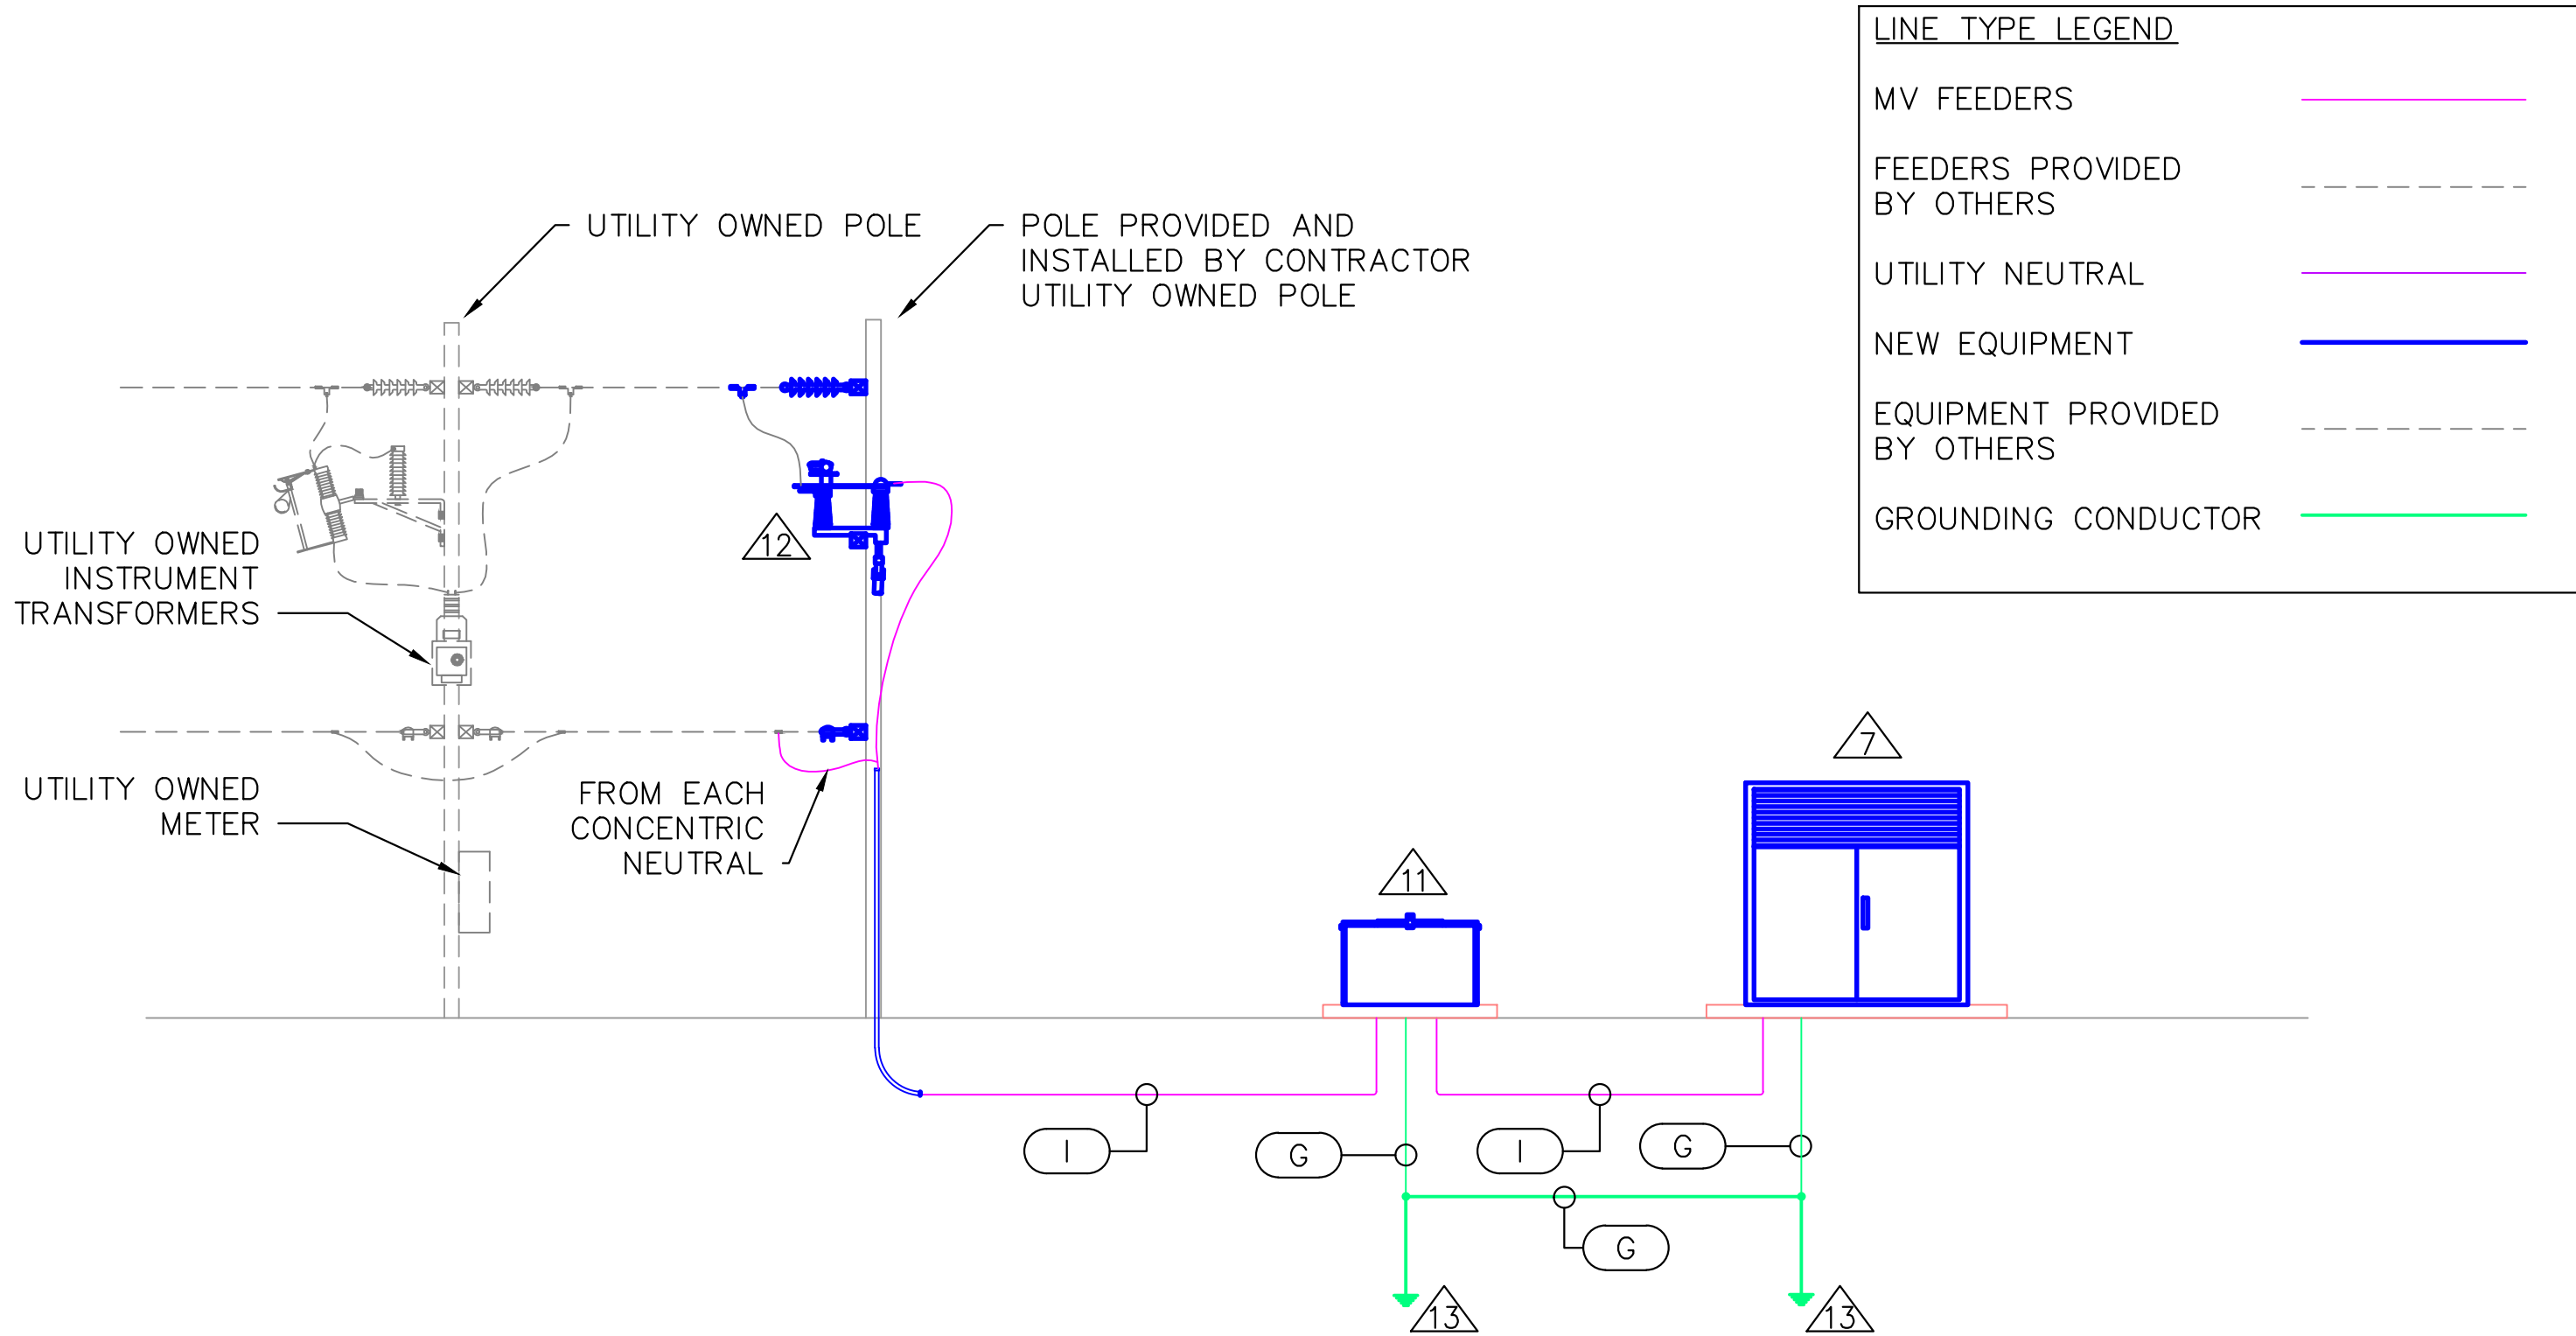 LINE TYPE LEGEND
MV FEEDERS
FEEDERS PROVIDED
BY OTHERS
UTILITY NEUTRAL
NEW EQUIPMENT
EQUIPMENT PROVIDED
BY OTHERS
GROUNDING CONDUCTOR
UTILITY OWNED POLE
POLE PROVIDED AND
INSTALLED BY CONTRACTOR
UTILITY OWNED POLE
12
UTILITY OWNED
INSTRUMENT
TRANSFORMERS
UTILITY OWNED
METER
FROM EACH
CONCENTRIC
NEUTRAL
7
11
I
G
I
G
G
13
13